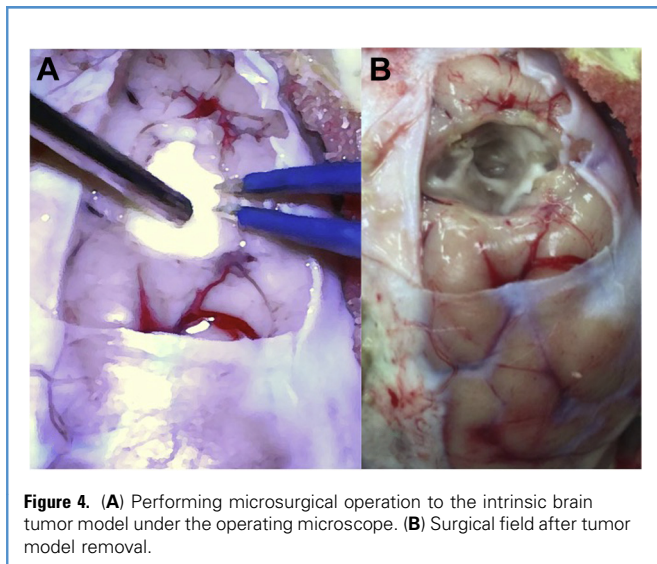 A
B
Figure 4. (A) Performing microsurgical operation to the intrinsic brain
tumor model under the operating microscope. (B) Surgical field after tumor
model removal.